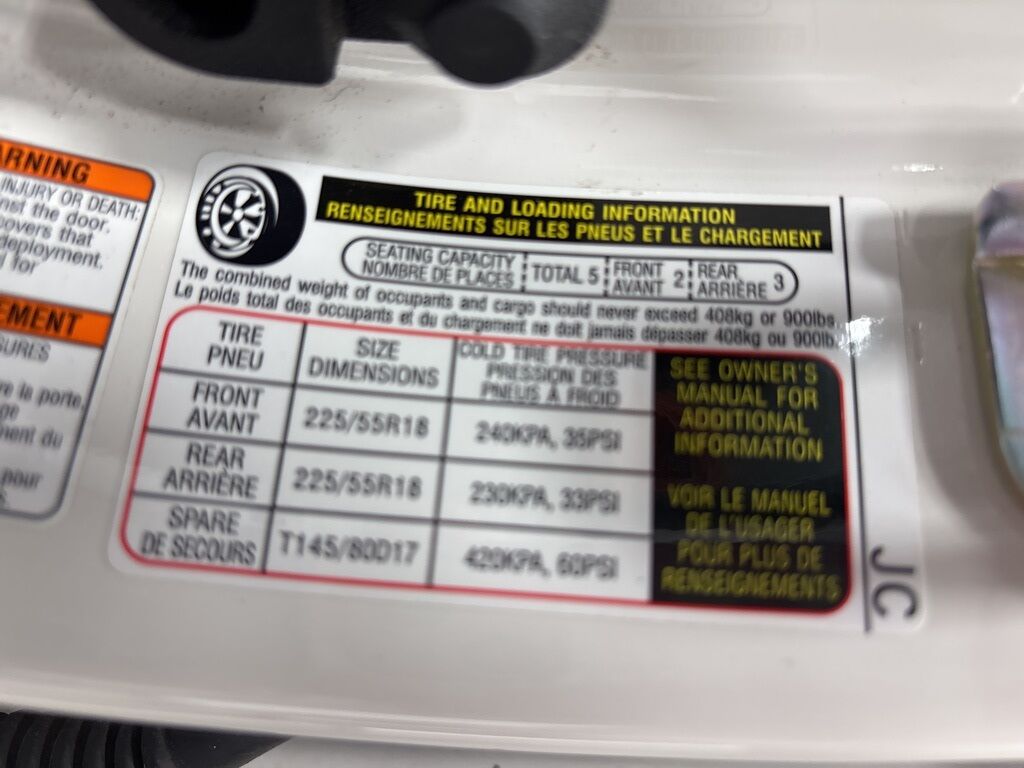 ARNING
INJURY OR DEATH:
nst the door.
covers that
deployment.
for
EMENT
SURES
re la porte,
ge
ment du
pour
TIRE AND LOADING INFORMATION
RENSEIGNEMENTS SUR LES PNEUS ET LE CHARGEMENT
SEATING CAPACITY
NOMBRE DE PLACES
TOTAL 5
FRONT
AVANT 2
REAR
ARRIÈRE 3
The combined weight of occupants and cargo should never exceed 408kg or 900lbs.
Le poids total des occupants et du chargement ne doit jamais dépasser 408kg ou 900lb.
TIRE
PNEU
SIZE
DIMENSIONS
COLD TIRE PRESSURE
PRESSION DES
PNEUS À FROID
FRONT
AVANT
225/55R18
240KPA, 35PSI
REAR
ARRIÈRE
225/55R18
230KPA, 33PSI
SPARE
DE SECOURS
T145/80D17
420KPA, 60PSI
SEE OWNER'S
MANUAL FOR
ADDITIONAL
INFORMATION
VOIR LE MANUEL
DE L'USAGER
POUR PLUS DE
RENSEIGNEMENTS
JC